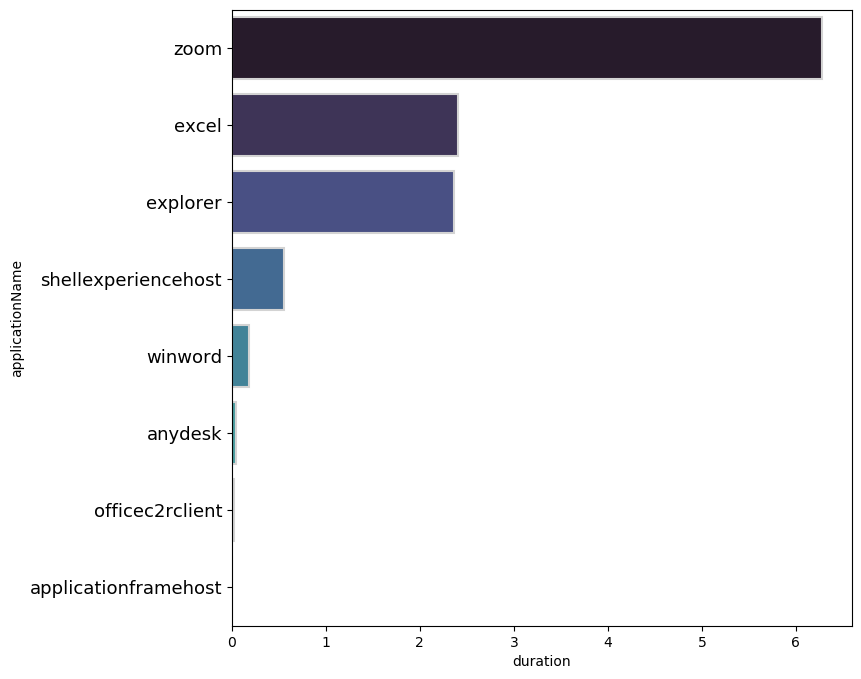 zoom
excel
explorer
shellexperiencehost
winword
anydesk
officec2rclient
applicationframehost
applicationName
0 1 2 3 4 5 6
duration